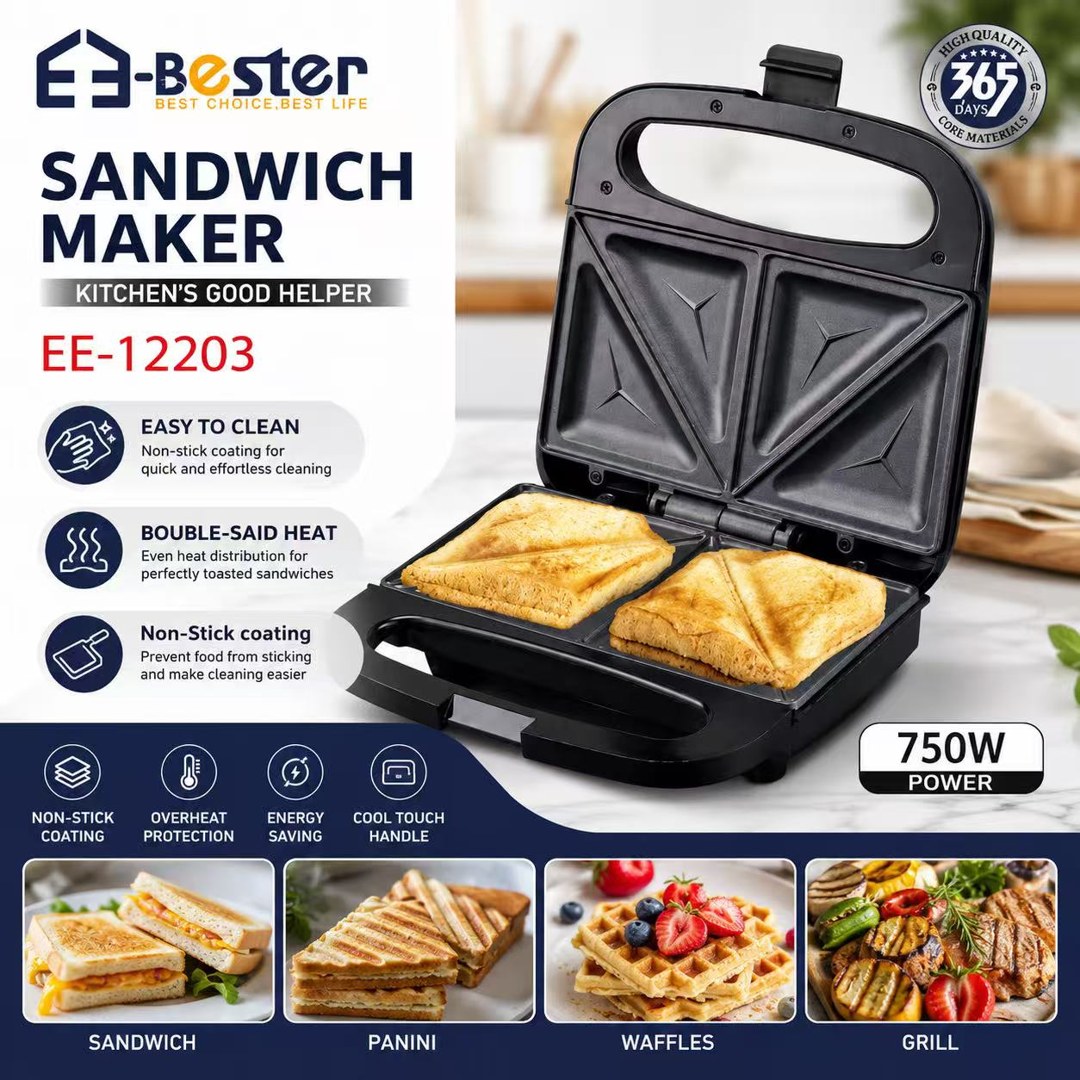 EE-Bester
BEST CHOICE,BEST LIFE
HIGH QUALITY
365
DAYS
CORE MATERIALS
SANDWICH
MAKER
KITCHEN'S GOOD HELPER
EE-12203
EASY TO CLEAN
Non-stick coating for
quick and effortless cleaning
BOUBLE-SAID HEAT
Even heat distribution for
perfectly toasted sandwiches
Non-Stick coating
Prevent food from sticking
and make cleaning easier
750W
POWER
NON-STICK
COATING
OVERHEAT
PROTECTION
ENERGY
SAVING
COOL TOUCH
HANDLE
SANDWICH
PANINI
WAFFLES
GRILL